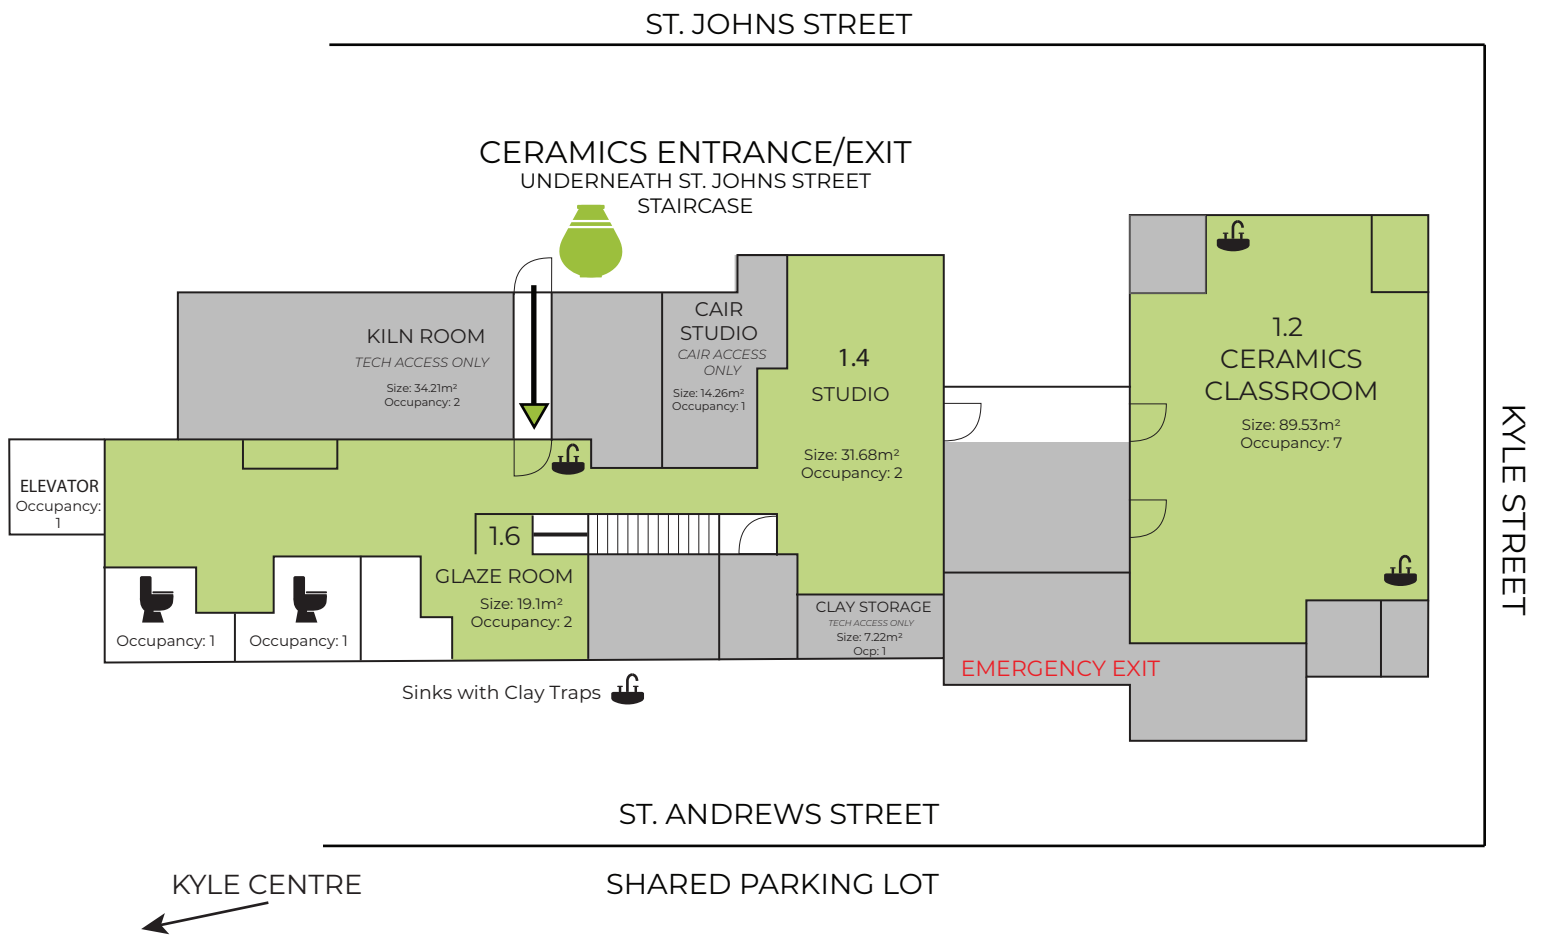 ST. JOHNS STREET
CERAMICS ENTRANCE/EXIT
UNDERNEATH ST. JOHNS STREET
STAIRCASE
KILN ROOM
TECH ACCESS ONLY
Size: 34.21m²
Occupancy: 2
CAIR
STUDIO
CAIR ACCESS
ONLY
Size: 14.26m²
Occupancy: 1
1.4
STUDIO
Size: 31.68m²
Occupancy: 2
1.2
CERAMICS
CLASSROOM
Size: 89.53m²
Occupancy: 7
KYLE STREET
ELEVATOR
Occupancy:
1
1.6
GLAZE ROOM
Size: 19.1m²
Occupancy: 2
Occupancy: 1
Occupancy: 1
CLAY STORAGE
TECH ACCESS ONLY
Size: 7.22m²
Ocp: 1
EMERGENCY EXIT
Sinks with Clay Traps
ST. ANDREWS STREET
KYLE CENTRE
SHARED PARKING LOT